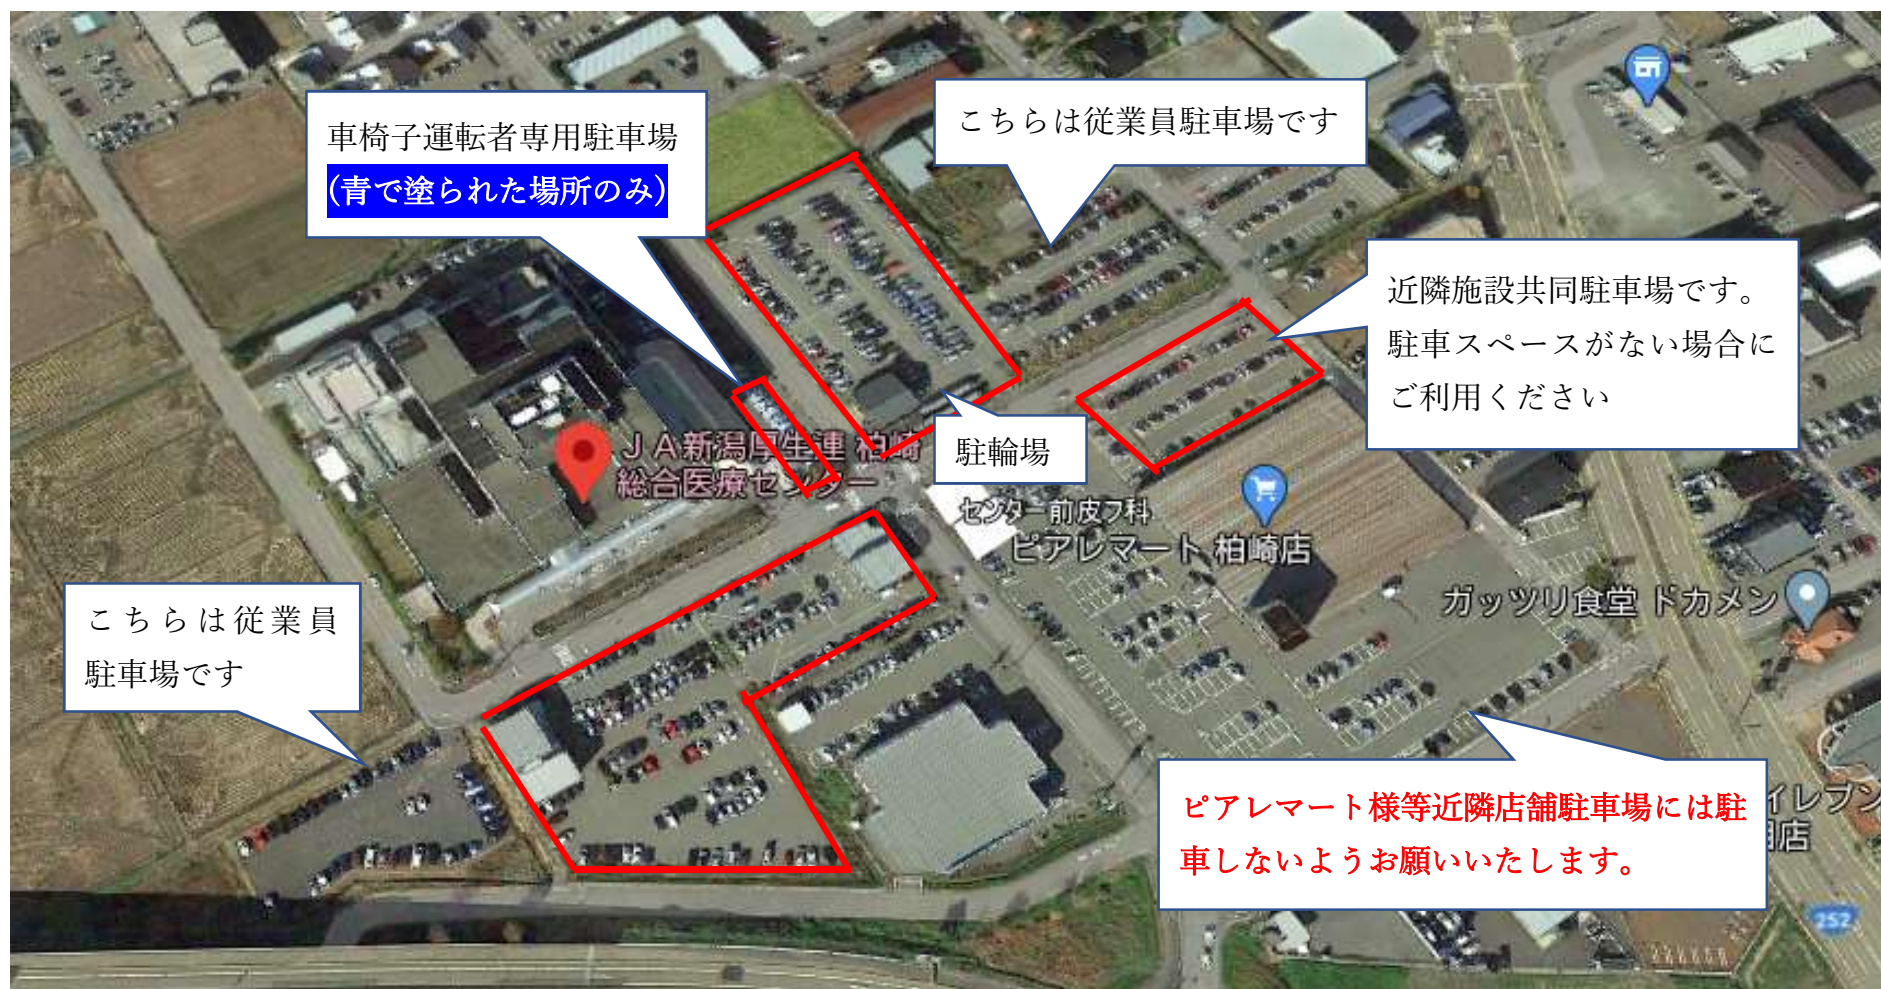 車椅子運転者専用駐車場
(青で塗られた場所のみ)
こちらは従業員駐車場です
近隣施設共同駐車場です。
駐車スペースがない場合に
ご利用ください
駐輪場
ＪＡ新潟厚生連 柏崎
総合医療センター
センター前皮フ科
ピアレマート 柏崎店
ガッツリ食堂 ドカメン
こちらは従業員
駐車場です
ピアレマート様等近隣店舗駐車場には駐
車しないようお願いいたします。
イレブン
店
252